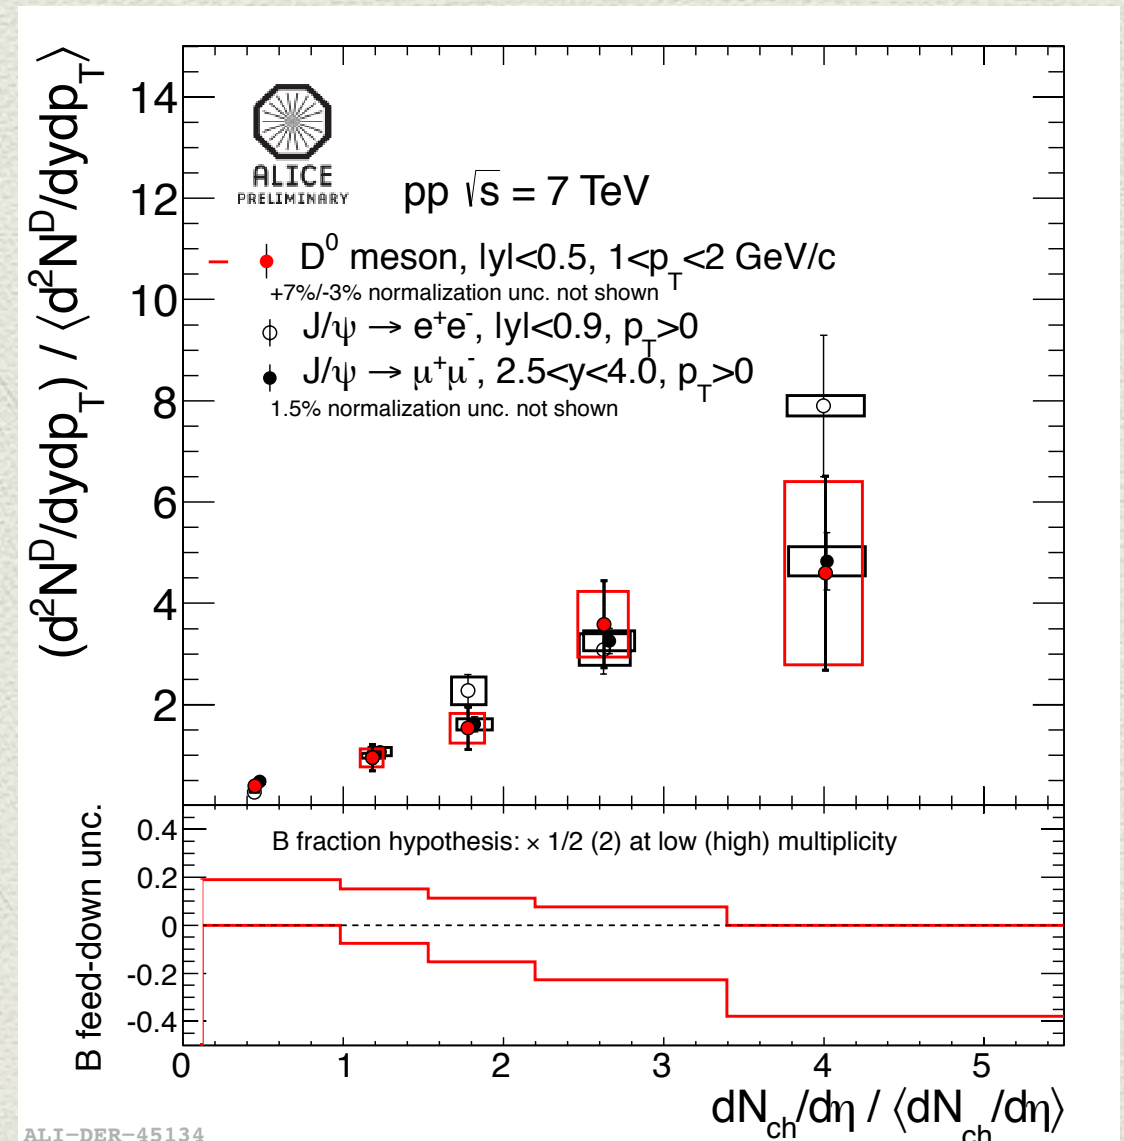 (d²Nᴰ/dydp_T) / ⟨d²Nᴰ/dydp_T⟩
14
12
10
8
6
4
2
ALICE
PRELIMINARY
pp √s = 7 TeV
D⁰ meson, |y|<0.5, 1<p_T<2 GeV/c
+7%/-3% normalization unc. not shown
J/ψ → e⁺e⁻, |y|<0.9, p_T>0
J/ψ → μ⁺μ⁻, 2.5<y<4.0, p_T>0
1.5% normalization unc. not shown
B feed-down unc.
0.4
0.2
0
-0.2
-0.4
B fraction hypothesis: × 1/2 (2) at low (high) multiplicity
0 1 2 3 4 5
dN_ch/dη / ⟨dN_ch/dη⟩
ALI-DER-45134